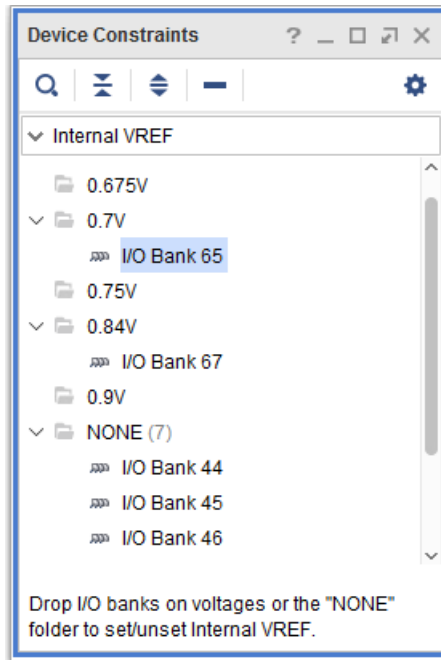 Device Constraints
Internal VREF
0.675V
0.7V
I/O Bank 65
0.75V
0.84V
I/O Bank 67
0.9V
NONE (7)
I/O Bank 44
I/O Bank 45
I/O Bank 46
Drop I/O banks on voltages or the "NONE"
folder to set/unset Internal VREF.